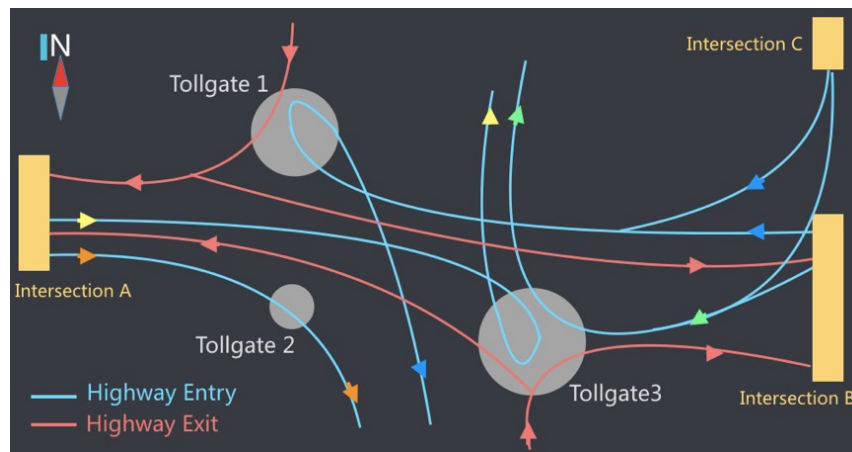 N
Intersection C
Tollgate 1
Intersection A
Tollgate 2
Tollgate3
Intersection B
Highway Entry
Highway Exit